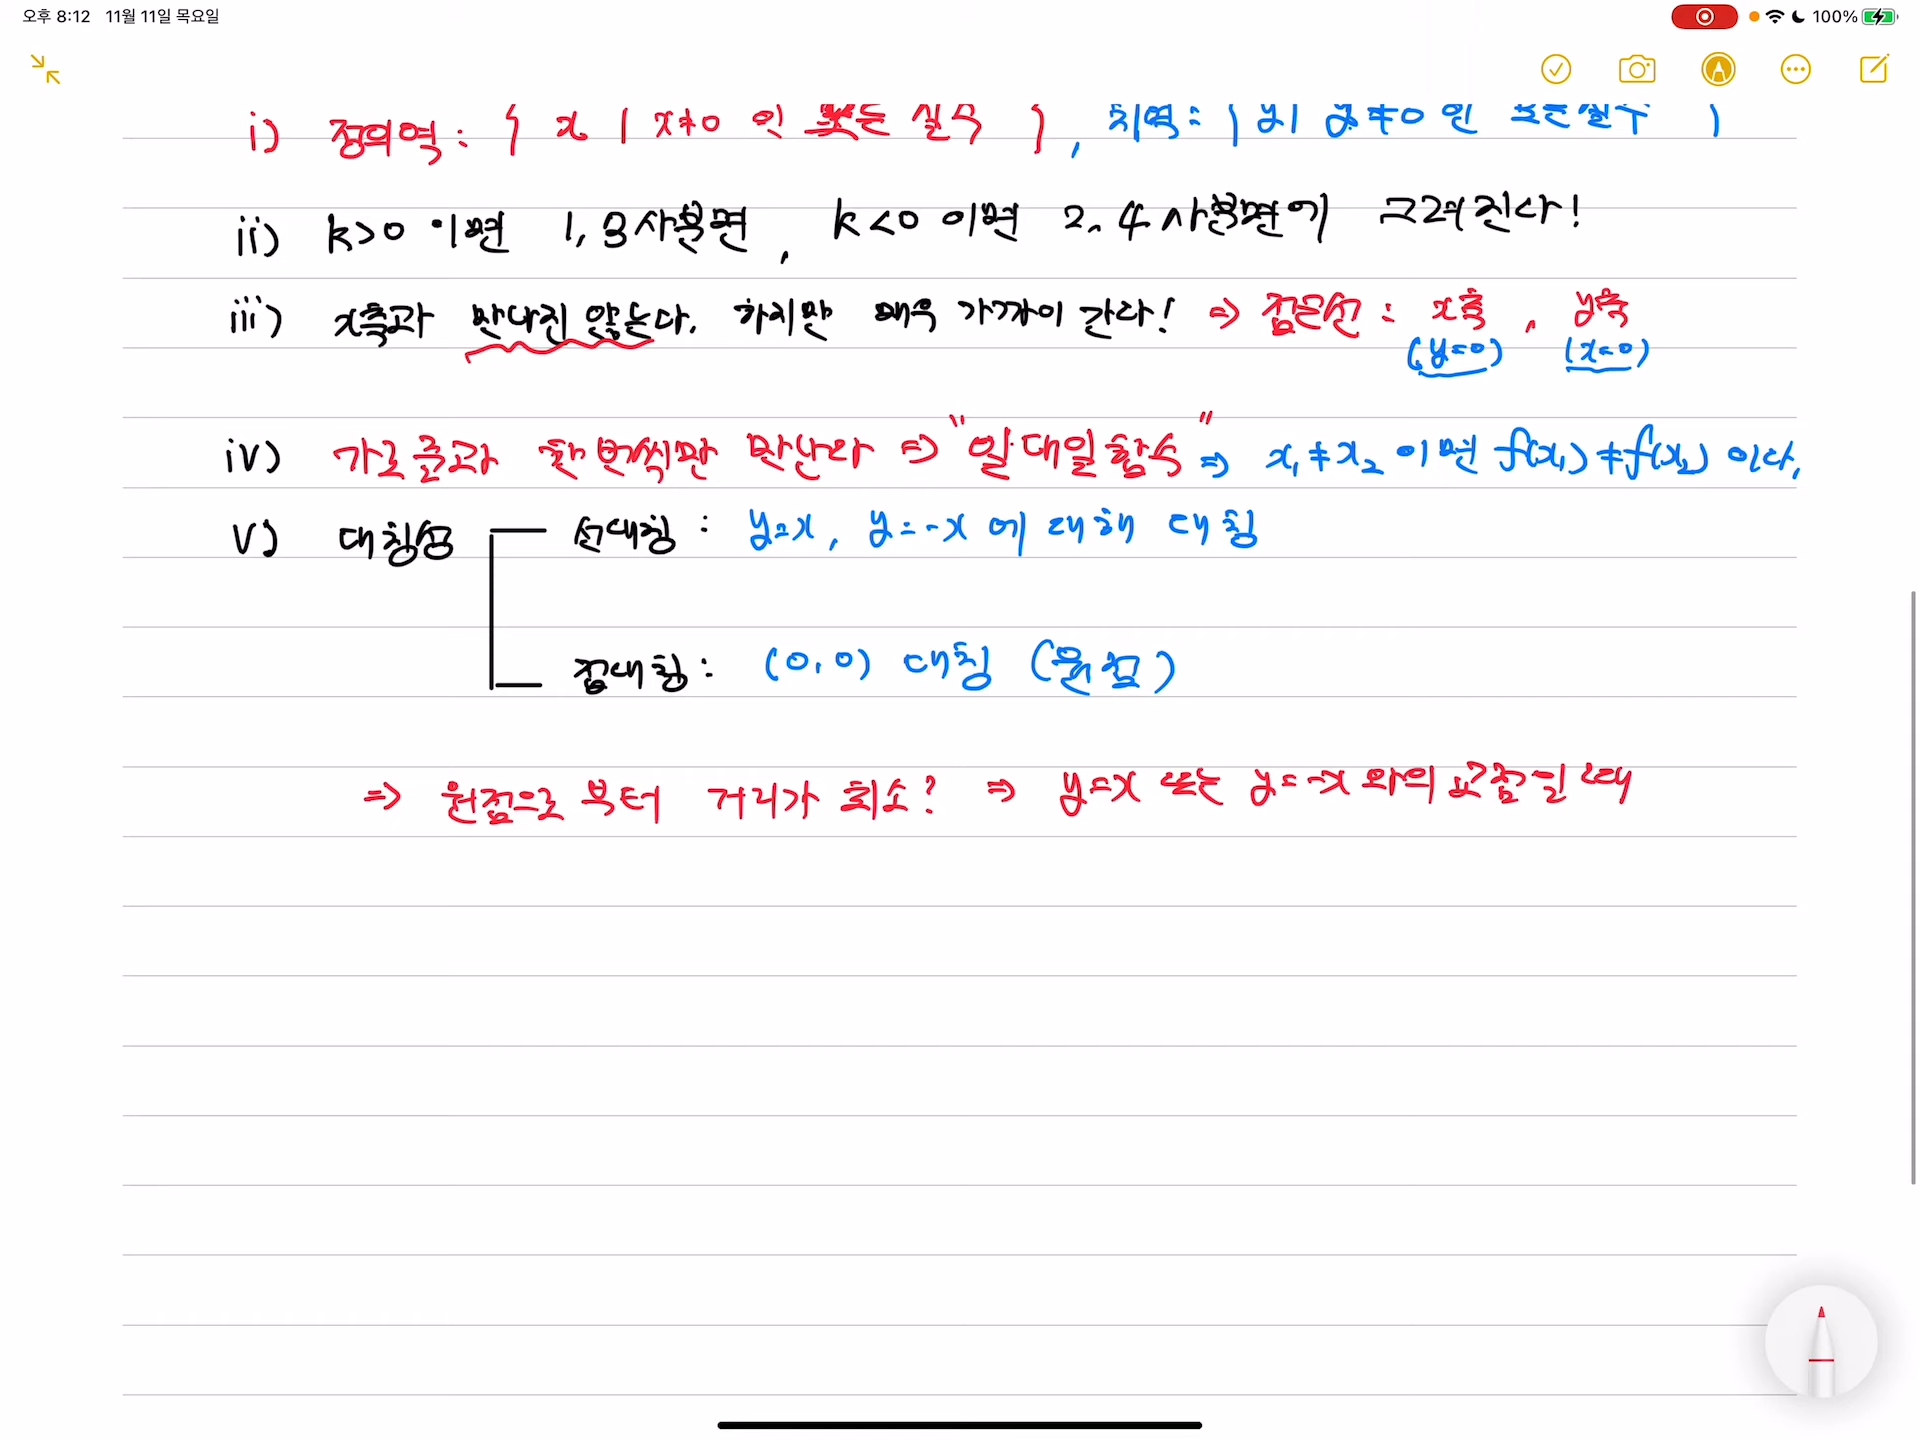 오후 8:12 11월 11일 목요일 100%
i) 정의역 : { x | x≠0 인 모든 실수 } , 치역 : { y | y≠0 인 모든 실수 }
ii) k>0 이면 1, 3 사분면, k<0 이면 2, 4 사분면에 그려진다!
iii) x축과 만나진 않는다. 하지만 매우 가까이 간다! ⇒ 점근선 : x축 , y축
(y=0) (x=0)
iv) 가로줄과 한 번씩만 만난다 ⇒ "일대일함수" ⇒ x₁≠x₂ 이면 f(x₁)≠f(x₂) 이다.
v) 대칭성 선대칭 : y=x, y=-x 에 대해 대칭
점대칭 : (0,0) 대칭 (원점)
⇒ 원점으로 부터 거리가 최소? ⇒ y=x 또는 y=-x 와의 교점일 때